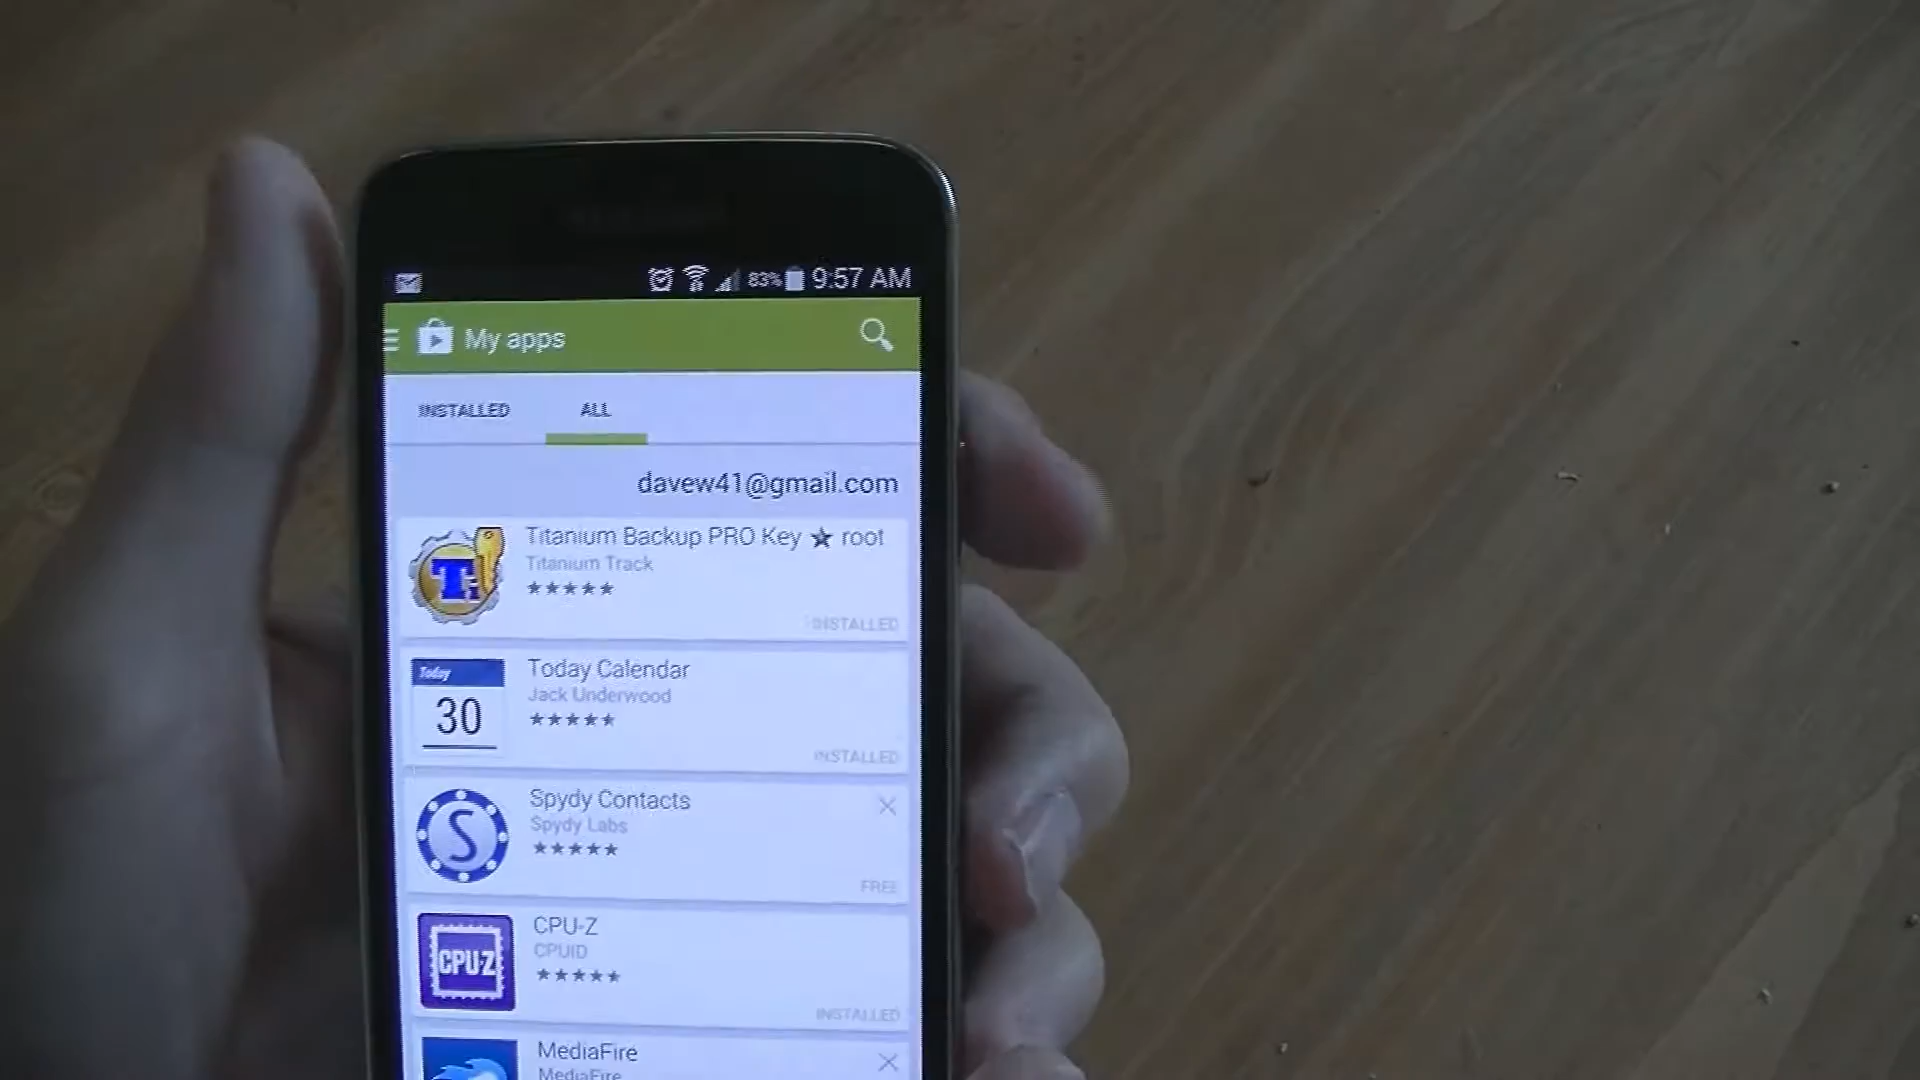 83% 9:57 AM
My apps
INSTALLED ALL
davew41@gmail.com
Titanium Backup PRO Key ★ root
Titanium Track
INSTALLED
Today
30
Today Calendar
Jack Underwood
INSTALLED
S
Spydy Contacts
Spydy Labs
FREE
CPU-Z
CPU-Z
CPUID
INSTALLED
MediaFire
MediaFire